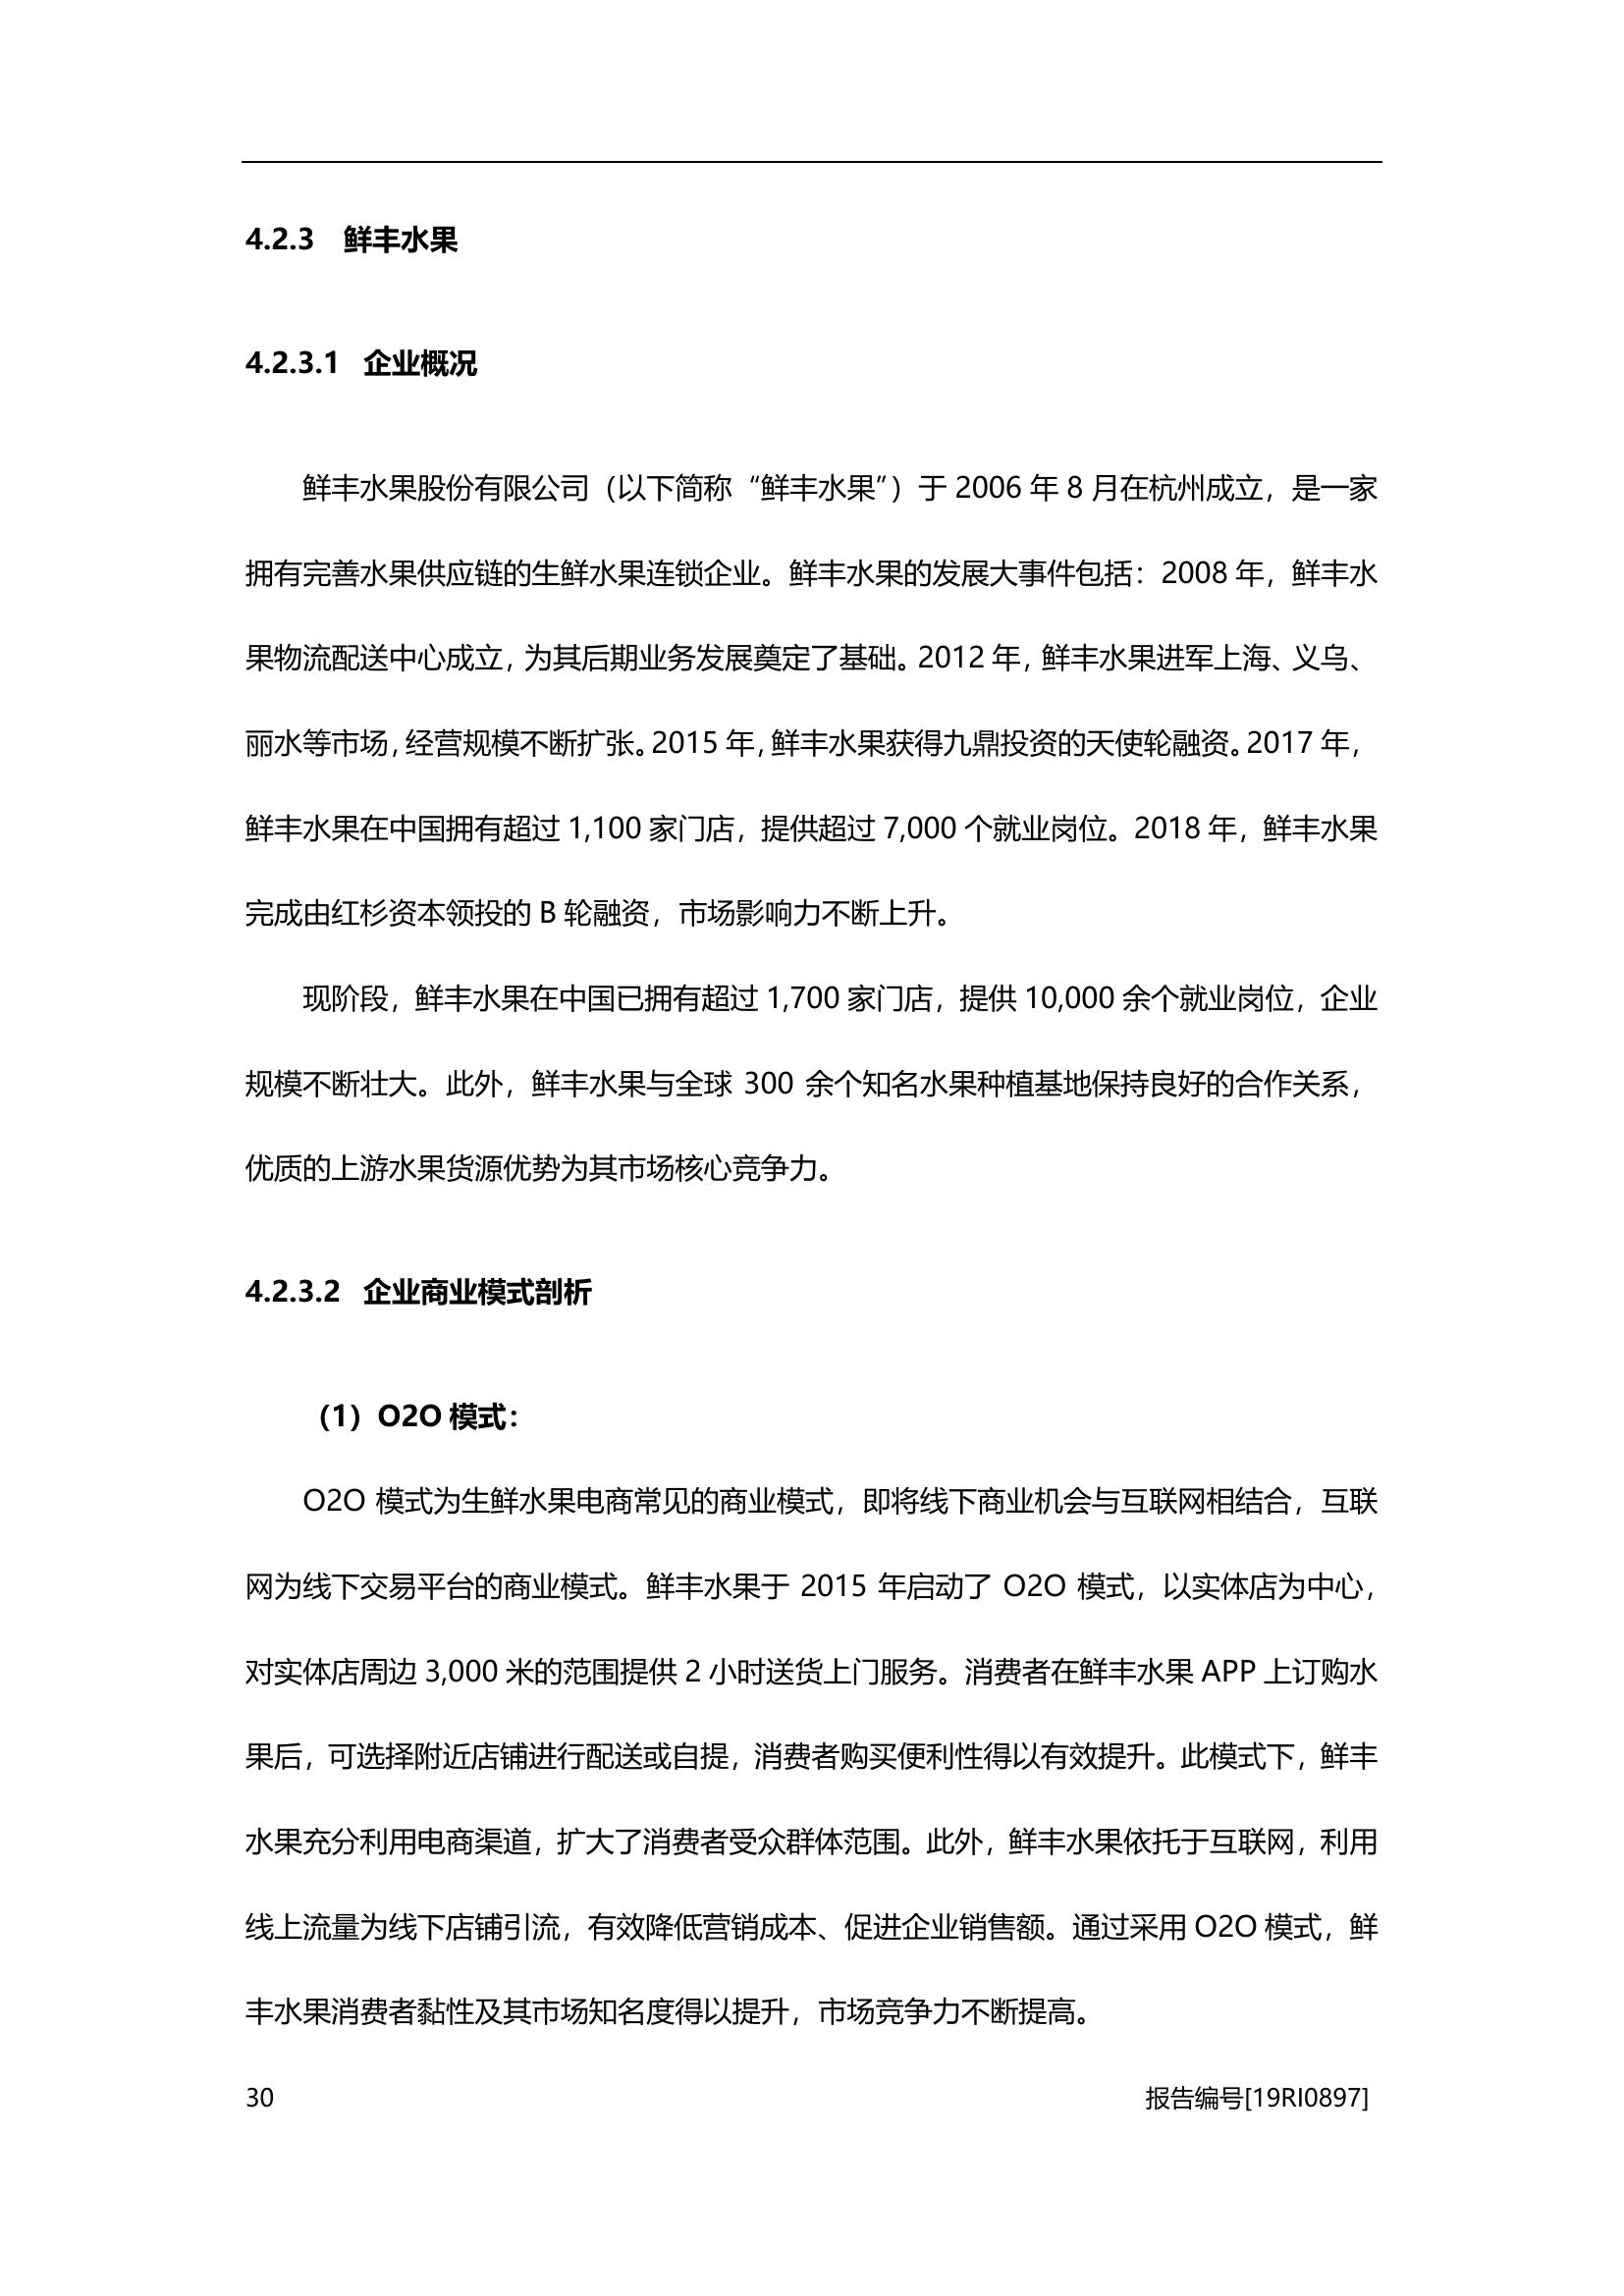 4.2.3 鲜丰水果
4.2.3.1 企业概况
鲜丰水果股份有限公司（以下简称“鲜丰水果”）于 2006 年 8 月在杭州成立，是一家
拥有完善水果供应链的生鲜水果连锁企业。鲜丰水果的发展大事件包括：2008 年，鲜丰水
果物流配送中心成立，为其后期业务发展奠定了基础。2012 年，鲜丰水果进军上海、义乌、
丽水等市场，经营规模不断扩张。2015 年，鲜丰水果获得九鼎投资的天使轮融资。2017 年，
鲜丰水果在中国拥有超过 1,100 家门店，提供超过 7,000 个就业岗位。2018 年，鲜丰水果
完成由红杉资本领投的 B 轮融资，市场影响力不断上升。
现阶段，鲜丰水果在中国已拥有超过 1,700 家门店，提供 10,000 余个就业岗位，企业
规模不断壮大。此外，鲜丰水果与全球 300 余个知名水果种植基地保持良好的合作关系，
优质的上游水果货源优势为其市场核心竞争力。
4.2.3.2 企业商业模式剖析
（1）O2O 模式：
O2O 模式为生鲜水果电商常见的商业模式，即将线下商业机会与互联网相结合，互联
网为线下交易平台的商业模式。鲜丰水果于 2015 年启动了 O2O 模式，以实体店为中心，
对实体店周边 3,000 米的范围提供 2 小时送货上门服务。消费者在鲜丰水果 APP 上订购水
果后，可选择附近店铺进行配送或自提，消费者购买便利性得以有效提升。此模式下，鲜丰
水果充分利用电商渠道，扩大了消费者受众群体范围。此外，鲜丰水果依托于互联网，利用
线上流量为线下店铺引流，有效降低营销成本、促进企业销售额。通过采用 O2O 模式，鲜
丰水果消费者黏性及其市场知名度得以提升，市场竞争力不断提高。
30 报告编号[19RI0897]